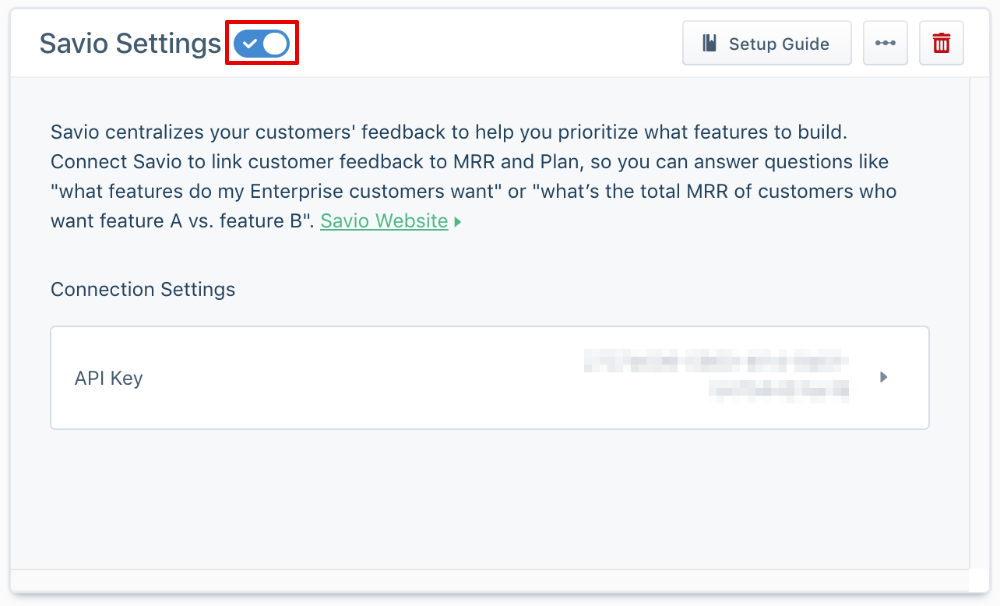 Savio Settings
Setup Guide
Savio centralizes your customers' feedback to help you prioritize what features to build.
Connect Savio to link customer feedback to MRR and Plan, so you can answer questions like
"what features do my Enterprise customers want" or "what’s the total MRR of customers who
want feature A vs. feature B". Savio Website
Connection Settings
API Key